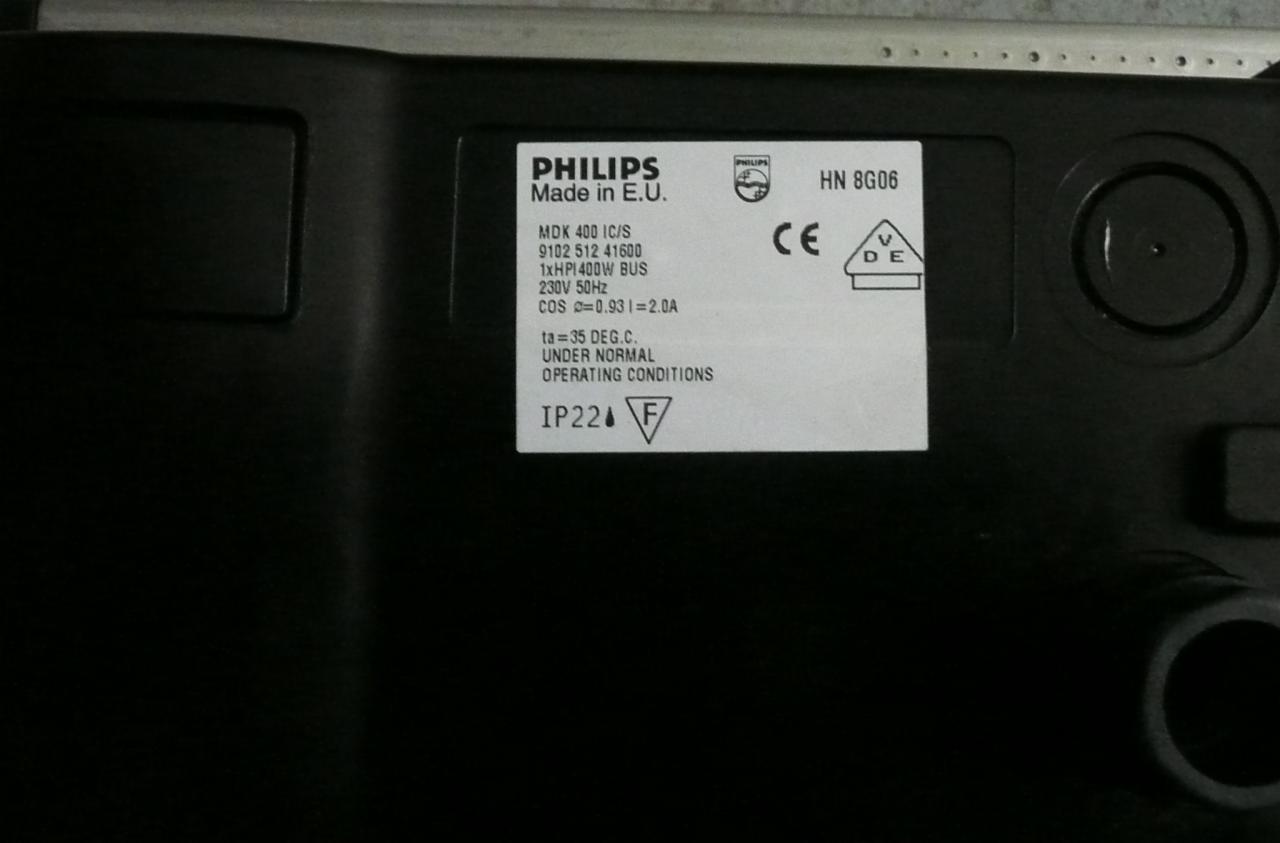 PHILIPS
Made in E.U.
PHILIPS
HN 8G06
MDK 400 IC/S
9102 512 41600
1xHPI400W BUS
230V 50Hz
COS ø=0.93 I=2.0A
CE
V
D E
ta=35 DEG.C.
UNDER NORMAL
OPERATING CONDITIONS
IP22 F